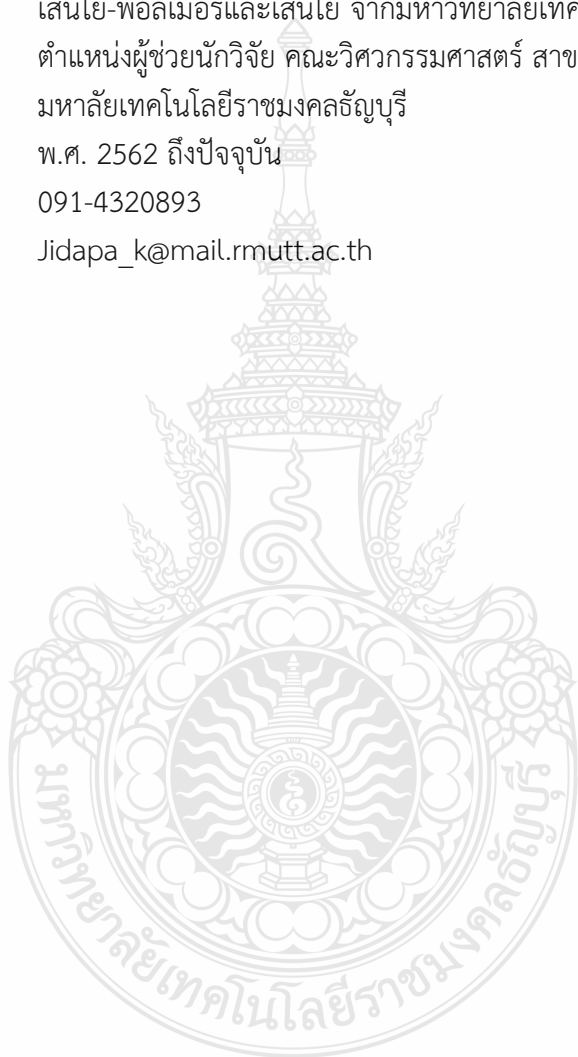 เส้นใย-พอลิเมอร์และเส้นใย จากมหาวิทยาลัยเทค
ตำแหน่งผู้ช่วยนักวิจัย คณะวิศวกรรมศาสตร์ สาข
มหาลัยเทคโนโลยีราชมงคลธัญบุรี
พ.ศ. 2562 ถึงปัจจุบัน
091-4320893
Jidapa_k@mail.rmutt.ac.th
มหาวิทยาลัยเทคโนโลยีราชมงคลธัญบุรี